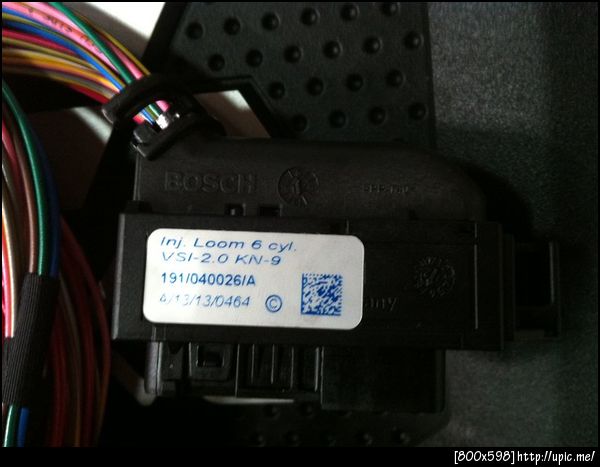 BOSCH
Inj. Loom 6 cyl.
VSI-2.0 KN-9
191/040026/A
4/13/13/0464 ©
any
[800x598]http://upic.me/